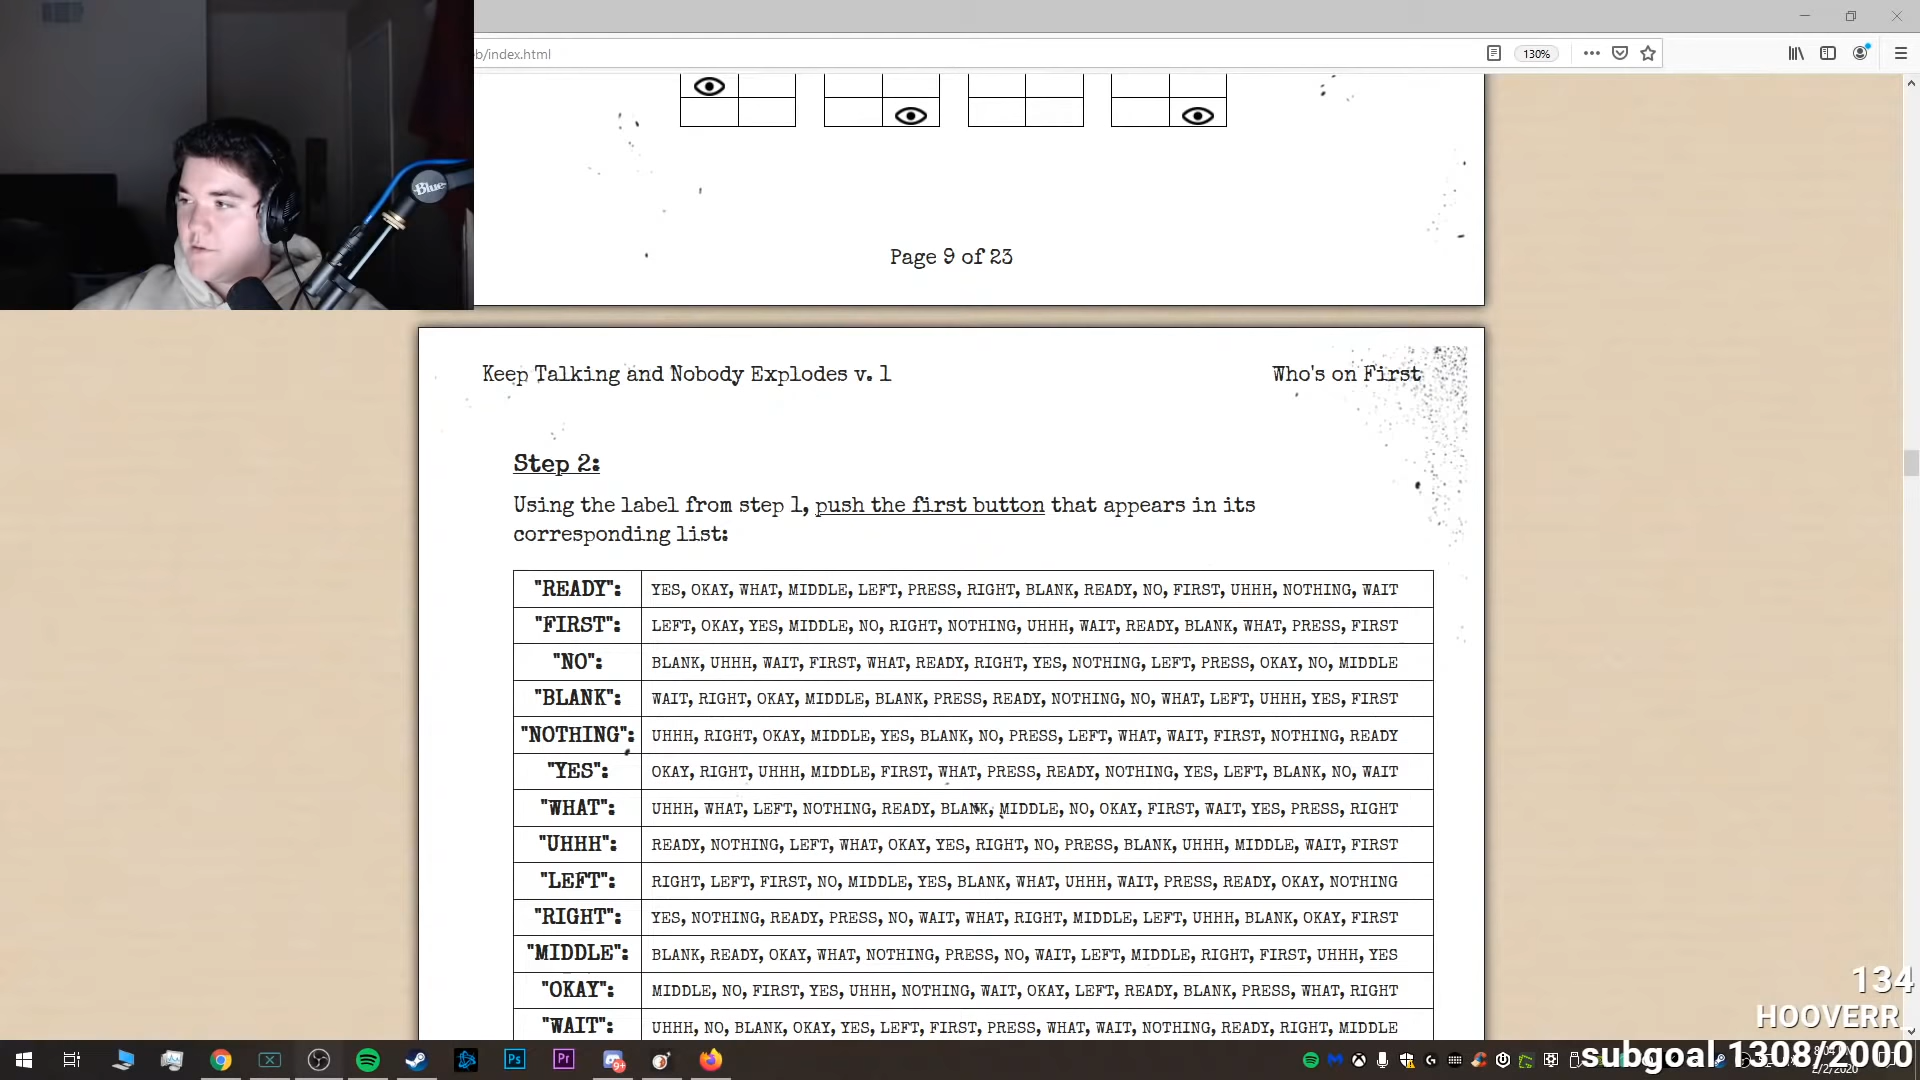 b/index.html
130%
Blue
Page 9 of 23
Keep Talking and Nobody Explodes v. 1
Who's on First
Step 2:
Using the label from step 1, push the first button that appears in its
corresponding list:
"READY": YES, OKAY, WHAT, MIDDLE, LEFT, PRESS, RIGHT, BLANK, READY, NO, FIRST, UHHH, NOTHING, WAIT
"FIRST": LEFT, OKAY, YES, MIDDLE, NO, RIGHT, NOTHING, UHHH, WAIT, READY, BLANK, WHAT, PRESS, FIRST
"NO": BLANK, UHHH, WAIT, FIRST, WHAT, READY, RIGHT, YES, NOTHING, LEFT, PRESS, OKAY, NO, MIDDLE
"BLANK": WAIT, RIGHT, OKAY, MIDDLE, BLANK, PRESS, READY, NOTHING, NO, WHAT, LEFT, UHHH, YES, FIRST
"NOTHING": UHHH, RIGHT, OKAY, MIDDLE, YES, BLANK, NO, PRESS, LEFT, WHAT, WAIT, FIRST, NOTHING, READY
"YES": OKAY, RIGHT, UHHH, MIDDLE, FIRST, WHAT, PRESS, READY, NOTHING, YES, LEFT, BLANK, NO, WAIT
"WHAT": UHHH, WHAT, LEFT, NOTHING, READY, BLANK, MIDDLE, NO, OKAY, FIRST, WAIT, YES, PRESS, RIGHT
"UHHH": READY, NOTHING, LEFT, WHAT, OKAY, YES, RIGHT, NO, PRESS, BLANK, UHHH, MIDDLE, WAIT, FIRST
"LEFT": RIGHT, LEFT, FIRST, NO, MIDDLE, YES, BLANK, WHAT, UHHH, WAIT, PRESS, READY, OKAY, NOTHING
"RIGHT": YES, NOTHING, READY, PRESS, NO, WAIT, WHAT, RIGHT, MIDDLE, LEFT, UHHH, BLANK, OKAY, FIRST
"MIDDLE": BLANK, READY, OKAY, WHAT, NOTHING, PRESS, NO, WAIT, LEFT, MIDDLE, RIGHT, FIRST, UHHH, YES
"OKAY": MIDDLE, NO, FIRST, YES, UHHH, NOTHING, WAIT, OKAY, LEFT, READY, BLANK, PRESS, WHAT, RIGHT
"WAIT": UHHH, NO, BLANK, OKAY, YES, LEFT, FIRST, PRESS, WHAT, WAIT, NOTHING, READY, RIGHT, MIDDLE
134
HOOVERR
subgoal 1308/2000
Ps
Pr
9+
2/2/2020